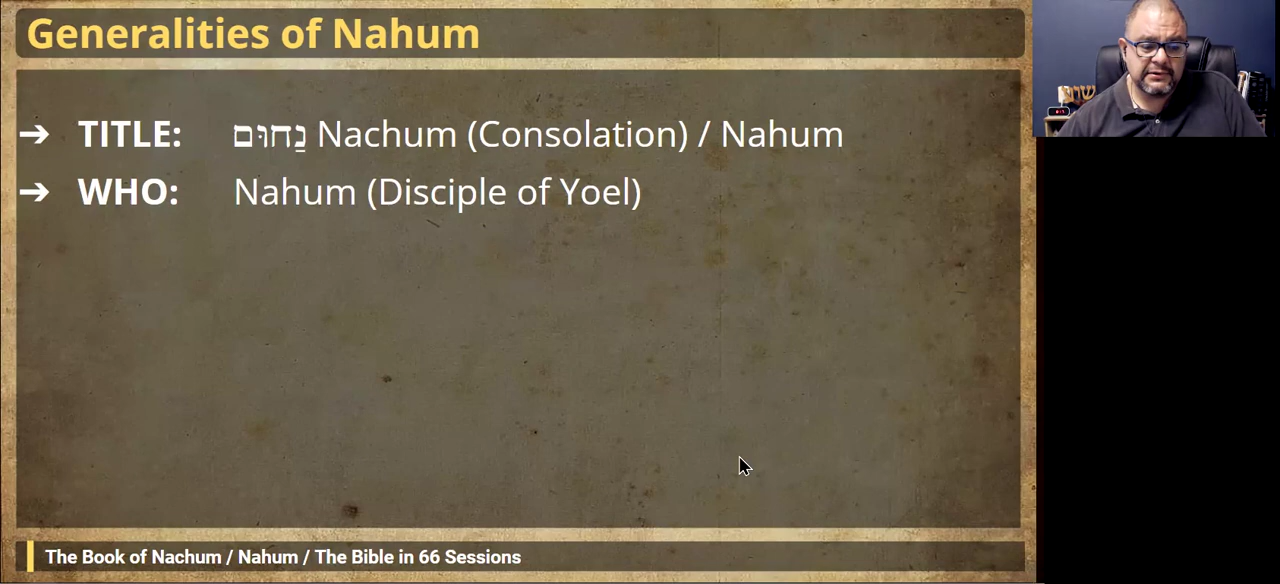 Generalities of Nahum
➔ TITLE: נַחוּם Nachum (Consolation) / Nahum
➔ WHO: Nahum (Disciple of Yoel)
The Book of Nachum / Nahum / The Bible in 66 Sessions